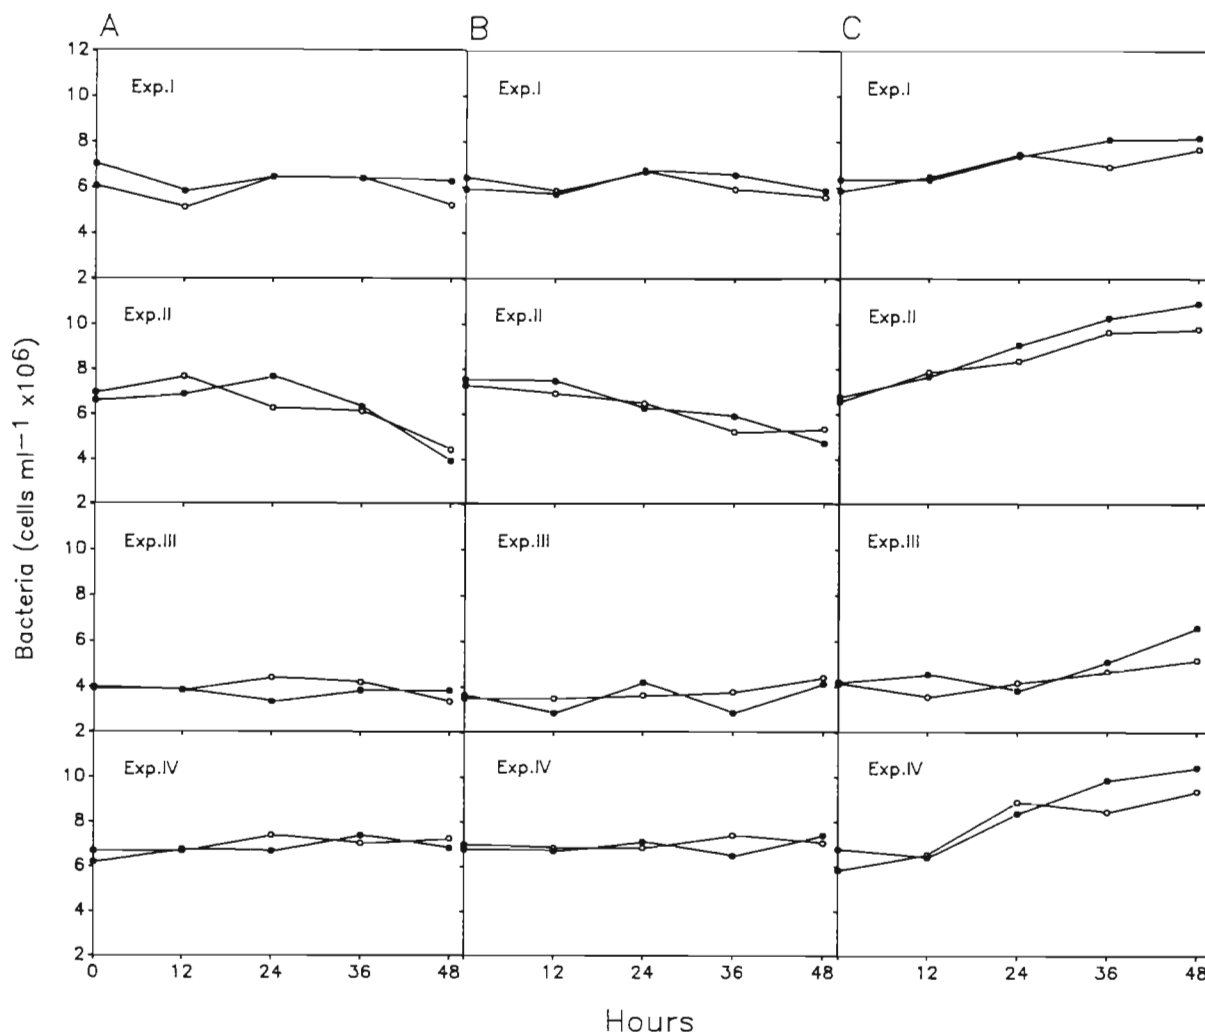 A B C
12
10
8
6
4
2
Exp.I Exp.I Exp.I
10
8
6
4
2
Exp.II Exp.II Exp.II
10
8
6
4
2
Exp.III Exp.III Exp.III
10
8
6
4
2
Exp.IV Exp.IV Exp.IV
Bacteria (cells ml−1 x10⁶)
0 12 24 36 48 12 24 36 48 12 24 36 48
Hours